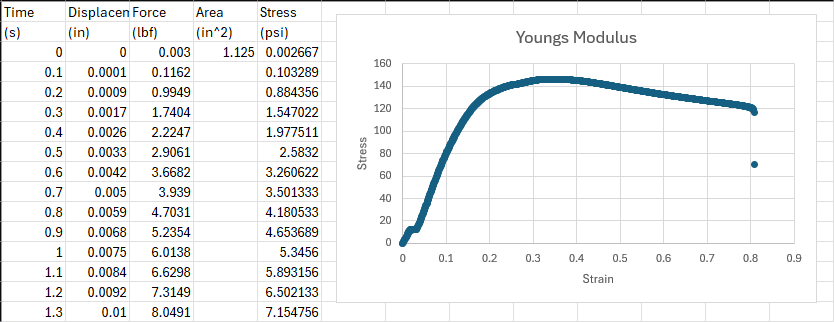 Time Displacen Force Area Stress
(s) (in) (lbf) (in^2) (psi)
0 0 0.003 1.125 0.002667
0.1 0.0001 0.1162 0.103289
0.2 0.0009 0.9949 0.884356
0.3 0.0017 1.7404 1.547022
0.4 0.0026 2.2247 1.977511
0.5 0.0033 2.9061 2.5832
0.6 0.0042 3.6682 3.260622
0.7 0.005 3.939 3.501333
0.8 0.0059 4.7031 4.180533
0.9 0.0068 5.2354 4.653689
1 0.0075 6.0138 5.3456
1.1 0.0084 6.6298 5.893156
1.2 0.0092 7.3149 6.502133
1.3 0.01 8.0491 7.154756
Youngs Modulus
160
140
120
100
80
60
40
20
0
Stress
0 0.1 0.2 0.3 0.4 0.5 0.6 0.7 0.8 0.9
Strain